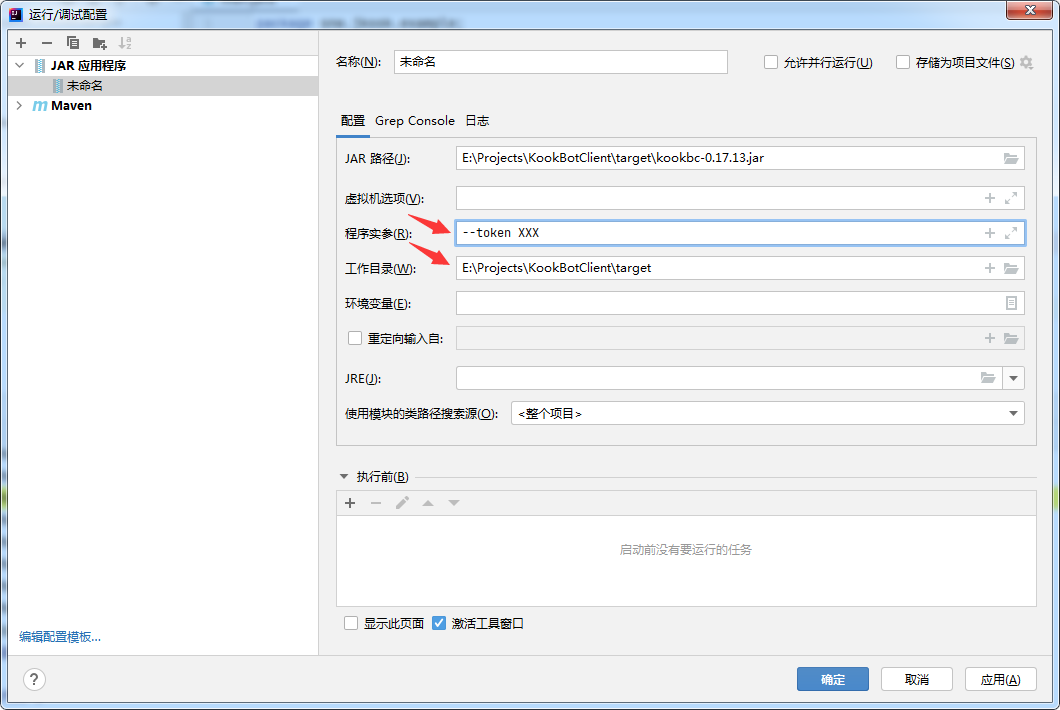 运行/调试配置
JAR 应用程序
未命名
Maven
编辑配置模板...
名称(N): 未命名 允许并行运行(U) 存储为项目文件(S)
配置 Grep Console 日志
JAR 路径(J): E:\Projects\KookBotClient\target\kookbc-0.17.13.jar
虚拟机选项(V):
程序实参(R): --token XXX
工作目录(W): E:\Projects\KookBotClient\target
环境变量(E):
重定向输入自:
JRE(J):
使用模块的类路径搜索源(O): <整个项目>
执行前(B)
启动前没有要运行的任务
显示此页面 激活工具窗口
? 确定 取消 应用(A)